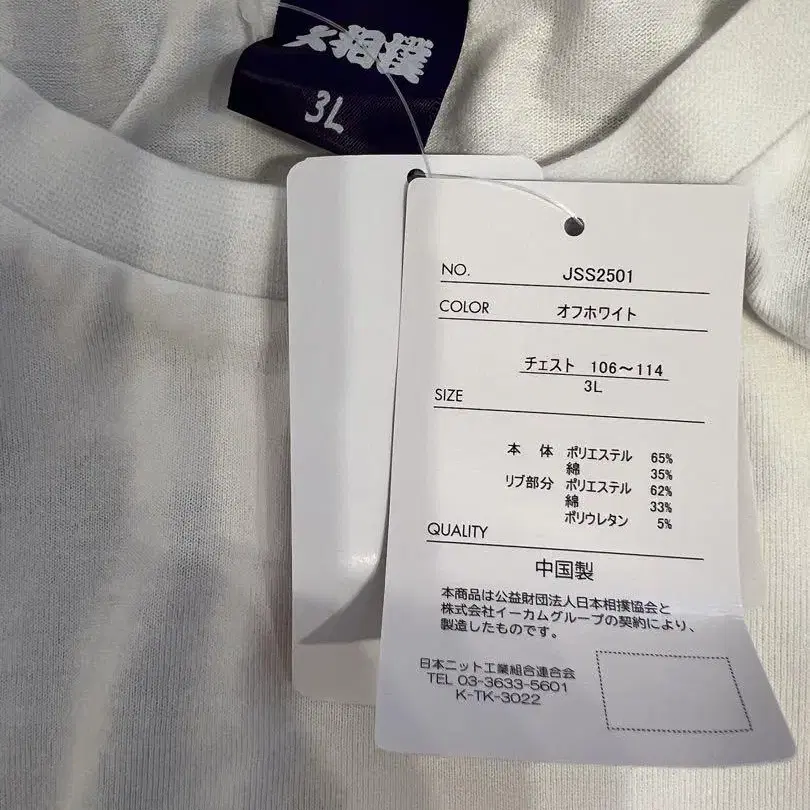 大相撲
3L
NO. JSS2501
COLOR オフホワイト
チェスト 106～114
3L
SIZE
本 体 ポリエステル 65%
綿 35%
リブ部分 ポリエステル 62%
綿 33%
ポリウレタン 5%
QUALITY
中国製
本商品は公益財団法人日本相撲協会と
株式会社イーカムグループの契約により、
製造したものです。
日本ニット工業組合連合会
TEL 03-3633-5601
K-TK-3022